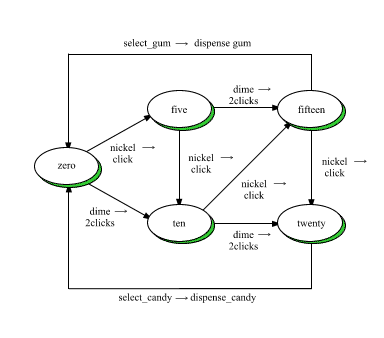 select_gum → dispense gum
dime →
2clicks
five
fifteen
nickel →
click
nickel →
click
nickel →
click
zero
nickel →
click
dime →
2clicks
ten
twenty
dime →
2clicks
select_candy → dispense_candy